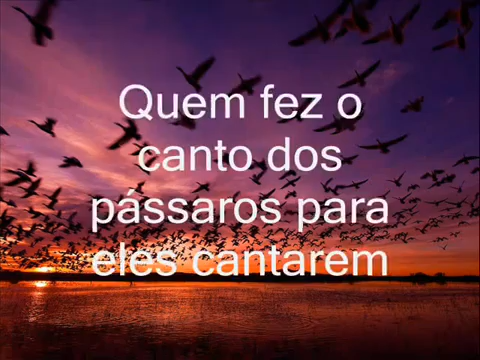 Quem fez o
canto dos
pássaros para
eles cantarem